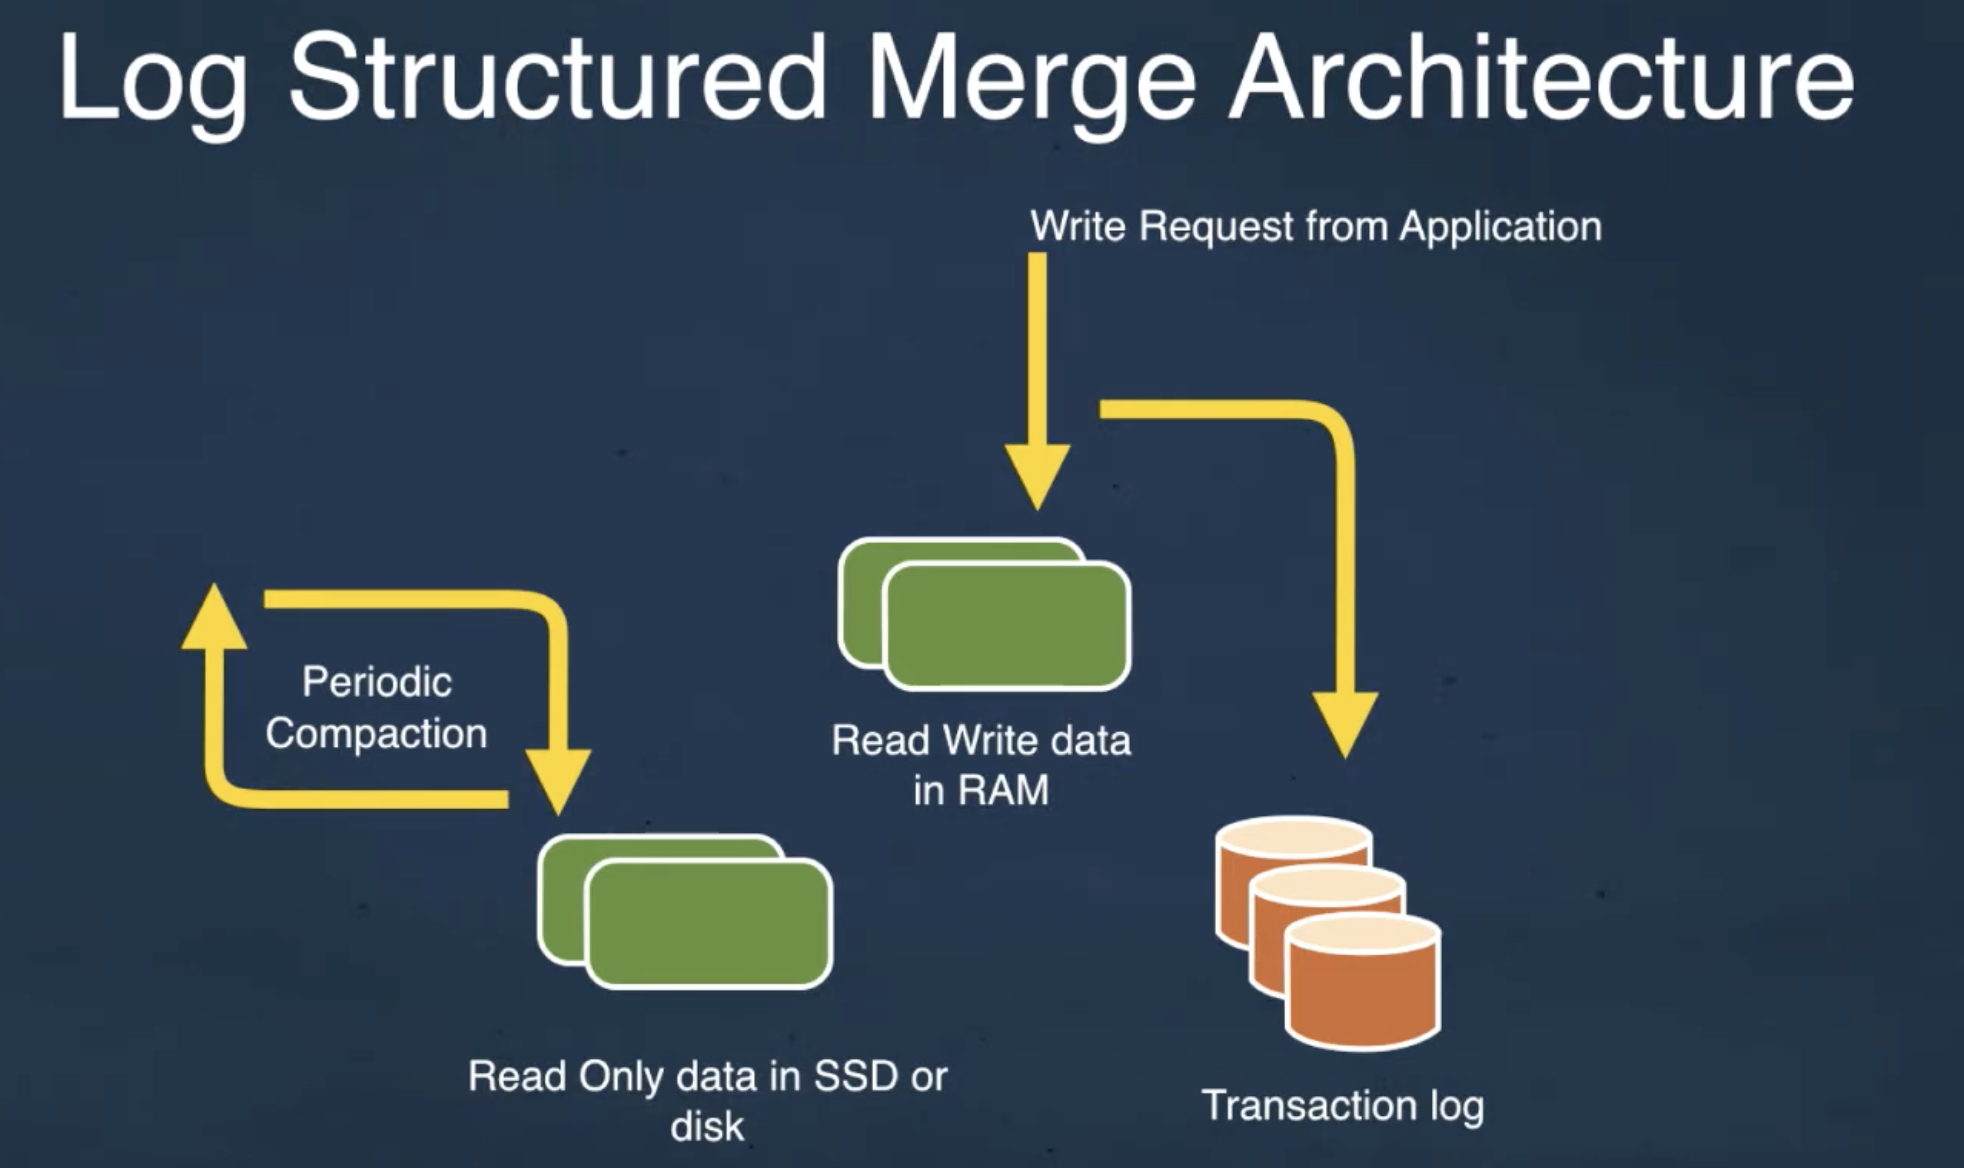 Log Structured Merge Architecture
Write Request from Application
Periodic
Compaction
Read Write data
in RAM
Read Only data in SSD or
disk
Transaction log